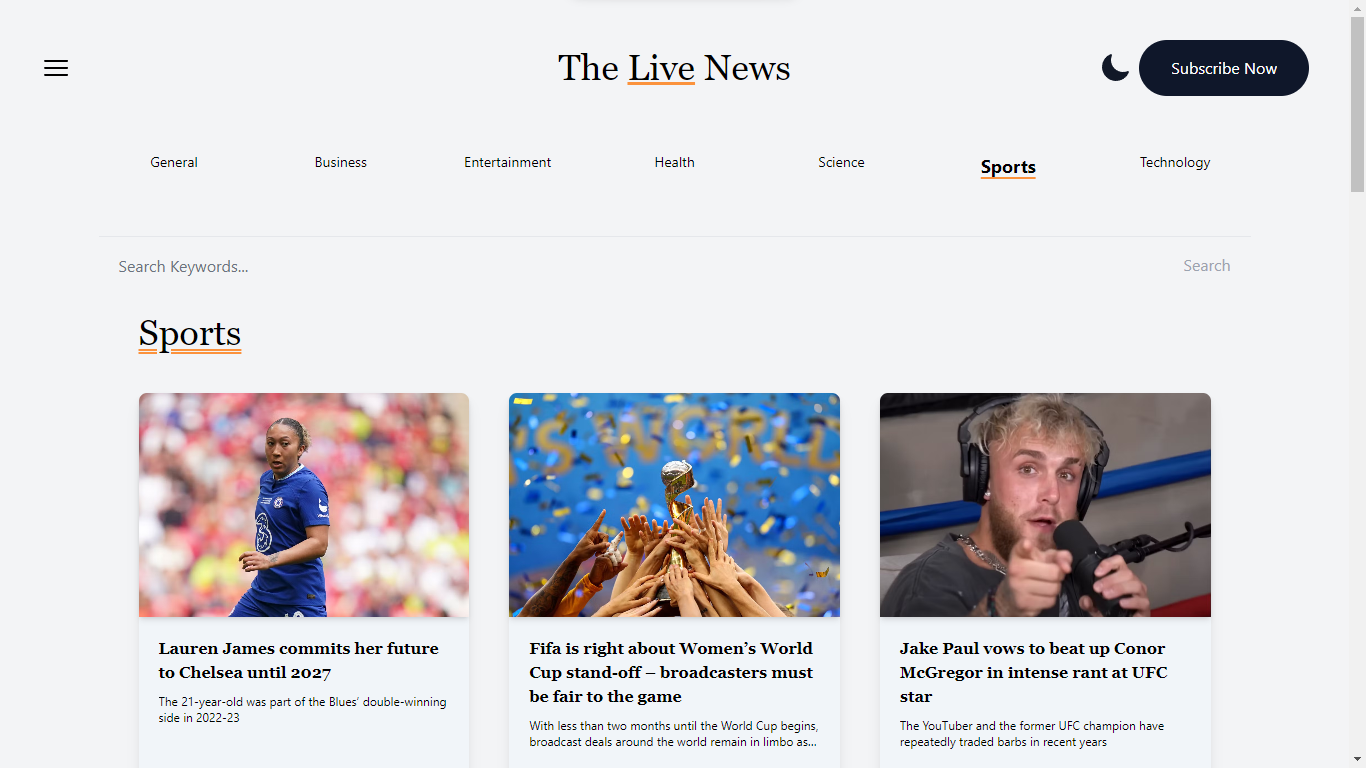 The Live News
Subscribe Now
General
Business
Entertainment
Health
Science
Sports
Technology
Search Keywords...
Search
Sports
3
WORLD
Lauren James commits her future
to Chelsea until 2027
The 21-year-old was part of the Blues’ double-winning
side in 2022-23
Fifa is right about Women’s World
Cup stand-off – broadcasters must
be fair to the game
With less than two months until the World Cup begins,
broadcast deals around the world remain in limbo as...
Jake Paul vows to beat up Conor
McGregor in intense rant at UFC
star
The YouTuber and the former UFC champion have
repeatedly traded barbs in recent years